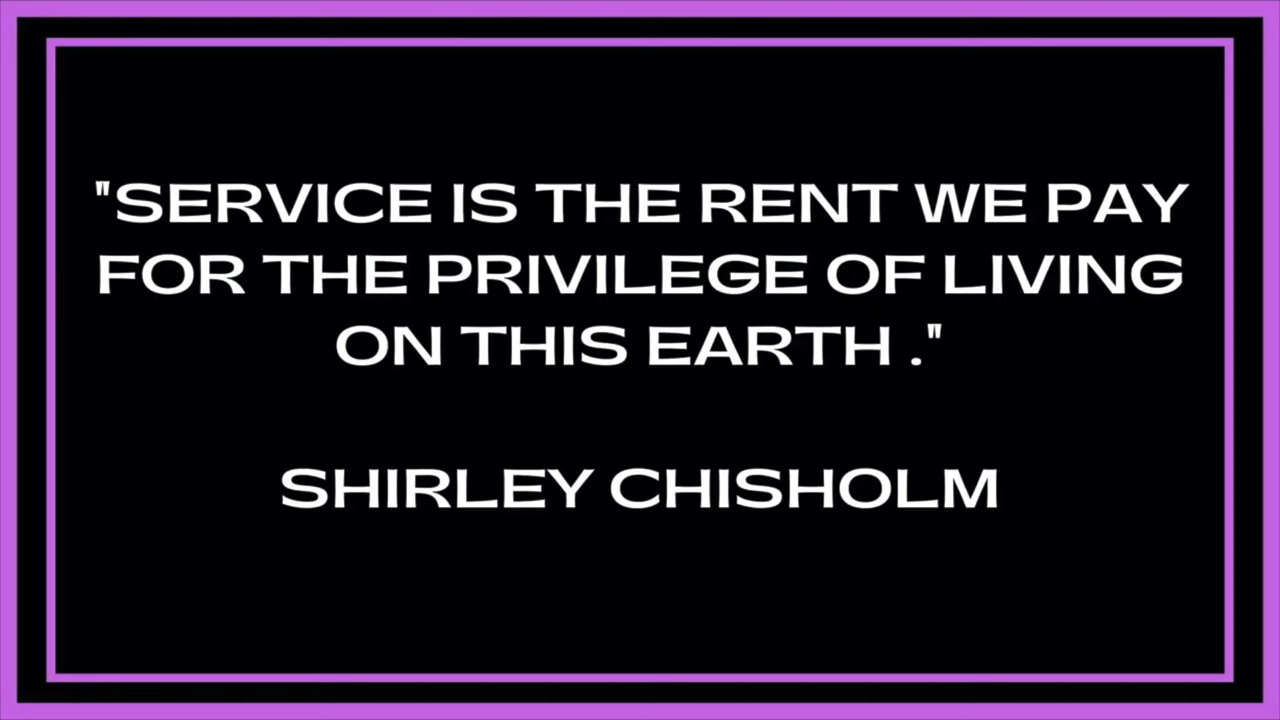 "SERVICE IS THE RENT WE PAY
FOR THE PRIVILEGE OF LIVING
ON THIS EARTH ."
SHIRLEY CHISHOLM